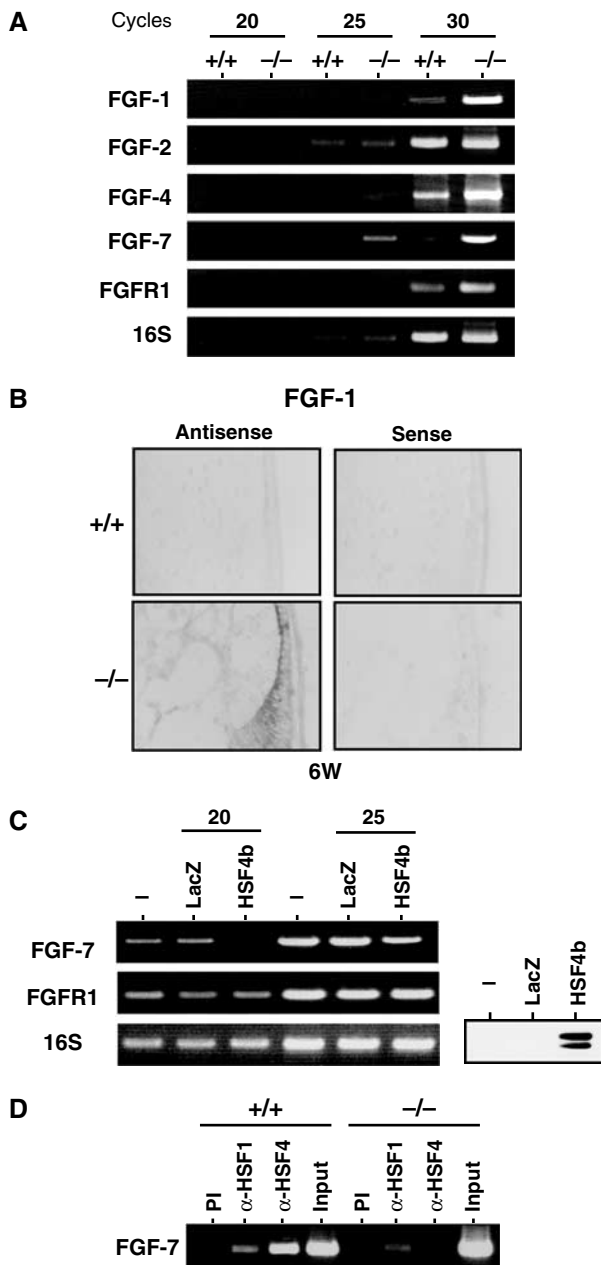 A
Cycles 20 25 30
+/+ –/– +/+ –/– +/+ –/–
FGF-1
FGF-2
FGF-4
FGF-7
FGFR1
16S
B
FGF-1
Antisense Sense
+/+
–/–
6W
C
20 25
– LacZ HSF4b – LacZ HSF4b
FGF-7
FGFR1
16S
– LacZ HSF4b
D
+/+ –/–
PI α-HSF1 α-HSF4 Input PI α-HSF1 α-HSF4 Input
FGF-7